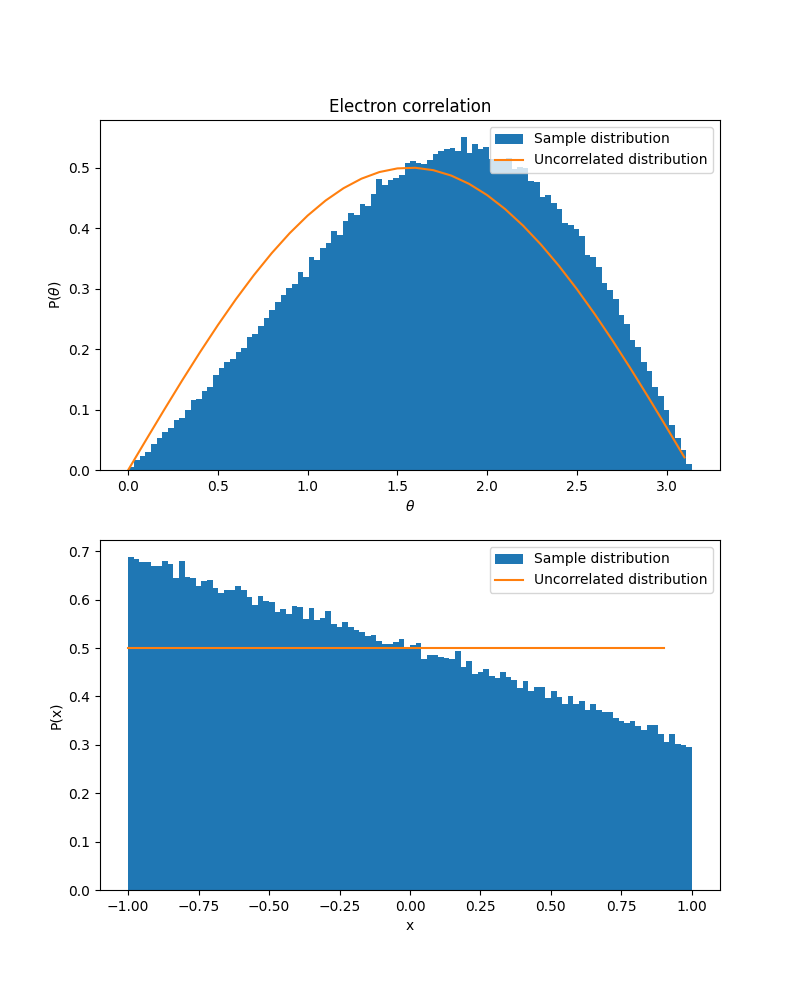 Electron correlation
Sample distribution
Uncorrelated distribution
0.5
0.4
0.3
0.2
0.1
0.0
P(θ)
0.0 0.5 1.0 1.5 2.0 2.5 3.0
θ
Sample distribution
Uncorrelated distribution
0.7
0.6
0.5
0.4
0.3
0.2
0.1
0.0
P(x)
−1.00 −0.75 −0.50 −0.25 0.00 0.25 0.50 0.75 1.00
x